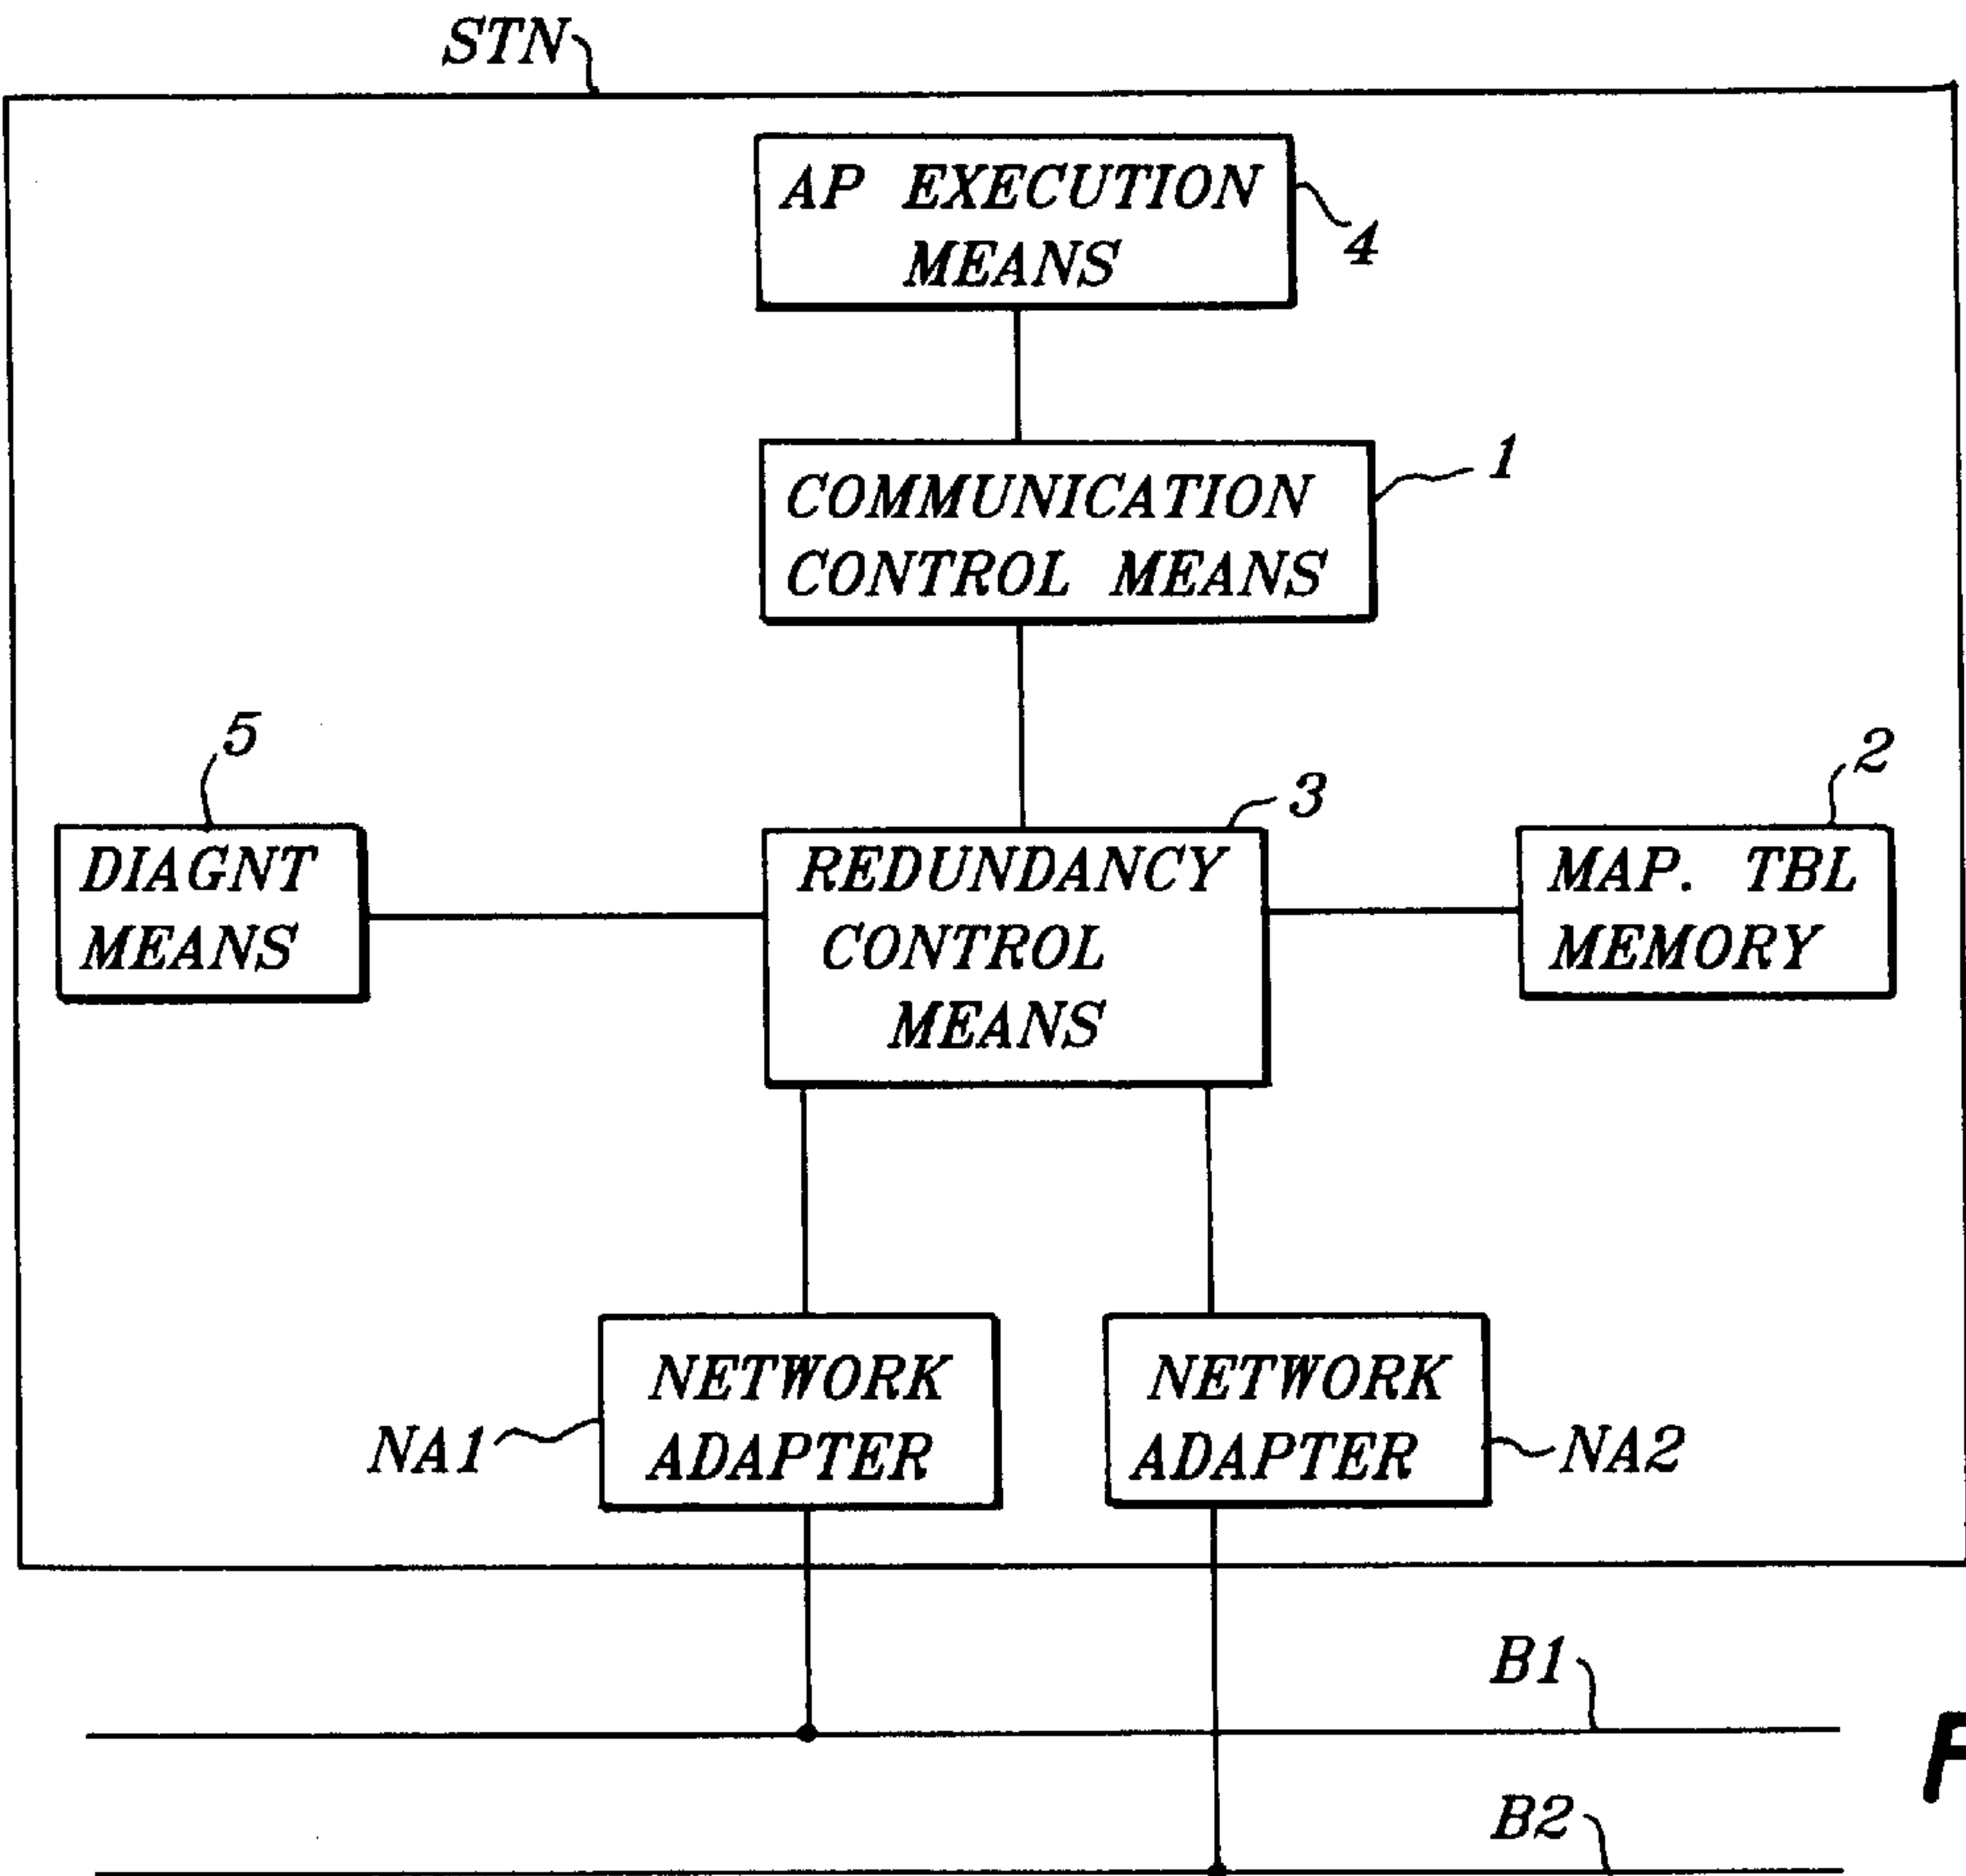 STN
AP EXECUTION
MEANS
4
COMMUNICATION
CONTROL MEANS
1
5
DIAGNT
MEANS
3
REDUNDANCY
CONTROL
MEANS
2
MAP. TBL
MEMORY
NA1
NETWORK
ADAPTER
NETWORK
ADAPTER
NA2
B1
B2